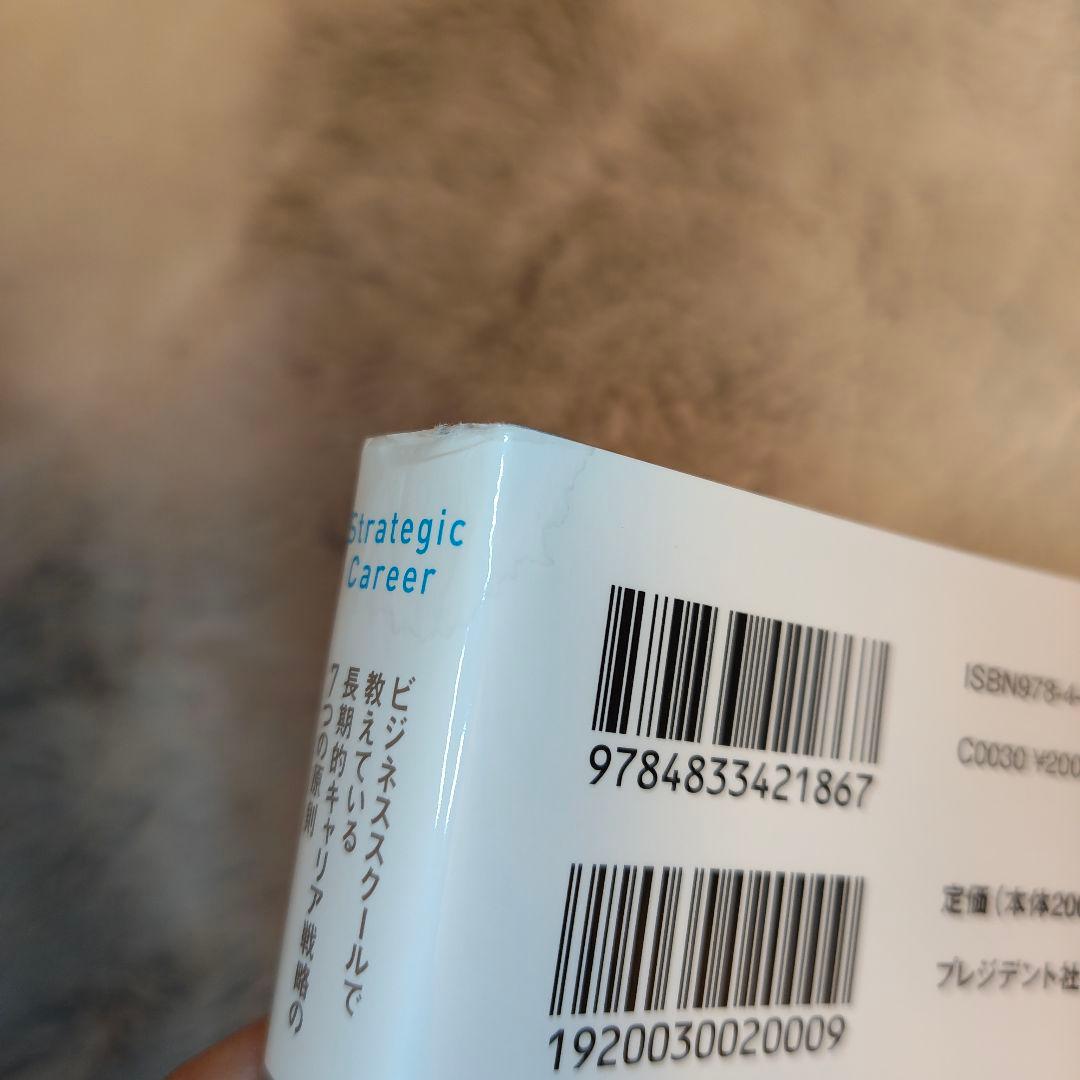 Strategic
Career
ビジネススクールで
教えている
長期的キャリア戦略の
7つの原則
9784833421867
ISBN978-4-
C0030 ¥200
1920030020009
定価(本体200
プレジデント社